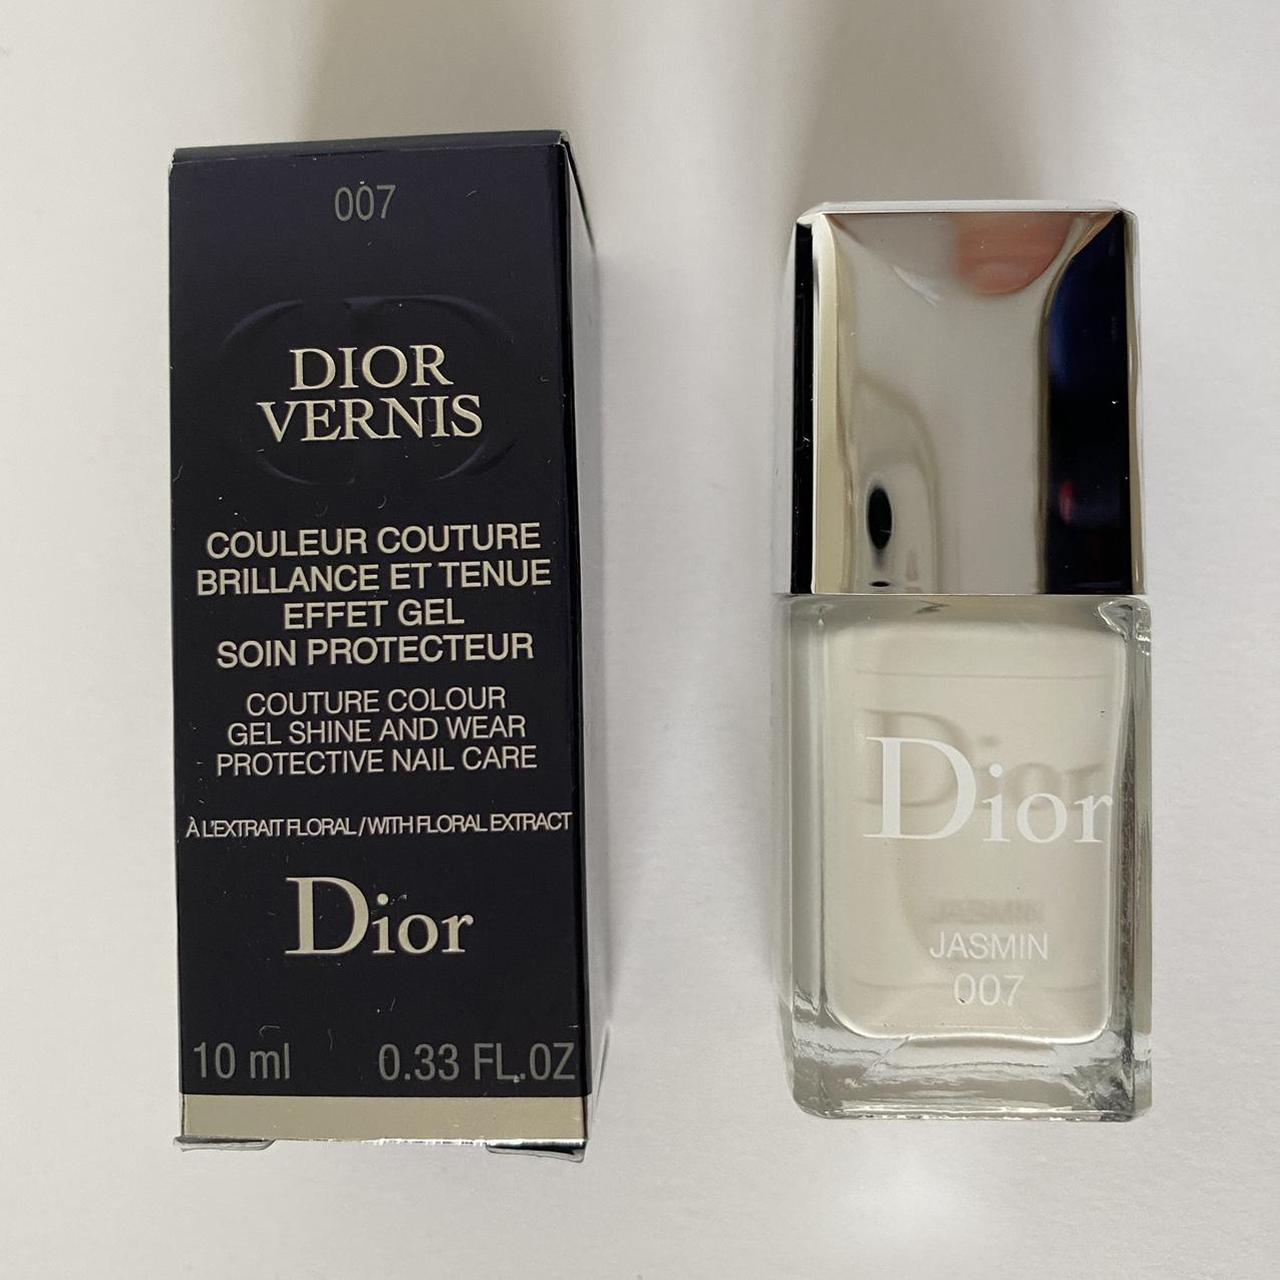 007
DIOR
VERNIS
COULEUR COUTURE
BRILLANCE ET TENUE
EFFET GEL
SOIN PROTECTEUR
COUTURE COLOUR
GEL SHINE AND WEAR
PROTECTIVE NAIL CARE
À L'EXTRAIT FLORAL / WITH FLORAL EXTRACT
Dior
10 ml 0.33 FL.OZ
Dior
JASMIN
007